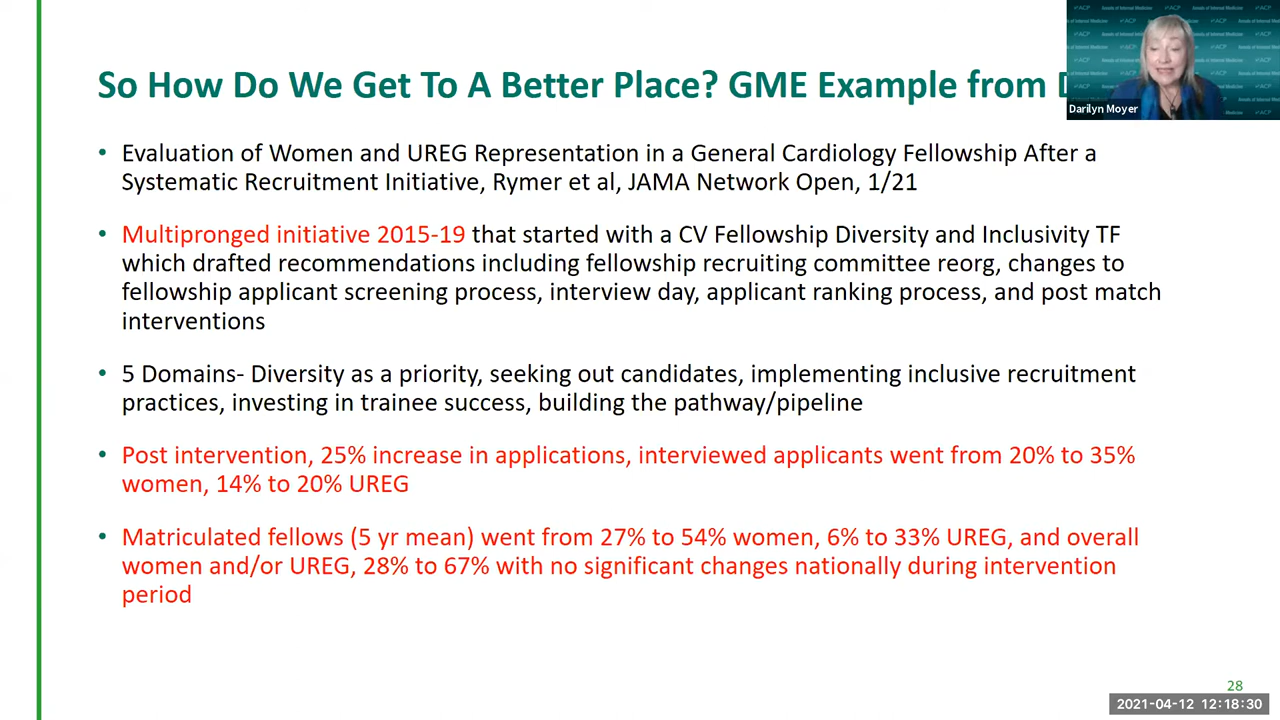 So How Do We Get To A Better Place? GME Example from
Darilyn Moyer
• Evaluation of Women and UREG Representation in a General Cardiology Fellowship After a
Systematic Recruitment Initiative, Rymer et al, JAMA Network Open, 1/21
• Multipronged initiative 2015-19 that started with a CV Fellowship Diversity and Inclusivity TF
which drafted recommendations including fellowship recruiting committee reorg, changes to
fellowship applicant screening process, interview day, applicant ranking process, and post match
interventions
• 5 Domains- Diversity as a priority, seeking out candidates, implementing inclusive recruitment
practices, investing in trainee success, building the pathway/pipeline
• Post intervention, 25% increase in applications, interviewed applicants went from 20% to 35%
women, 14% to 20% UREG
• Matriculated fellows (5 yr mean) went from 27% to 54% women, 6% to 33% UREG, and overall
women and/or UREG, 28% to 67% with no significant changes nationally during intervention
period
28
2021-04-12 12:18:30